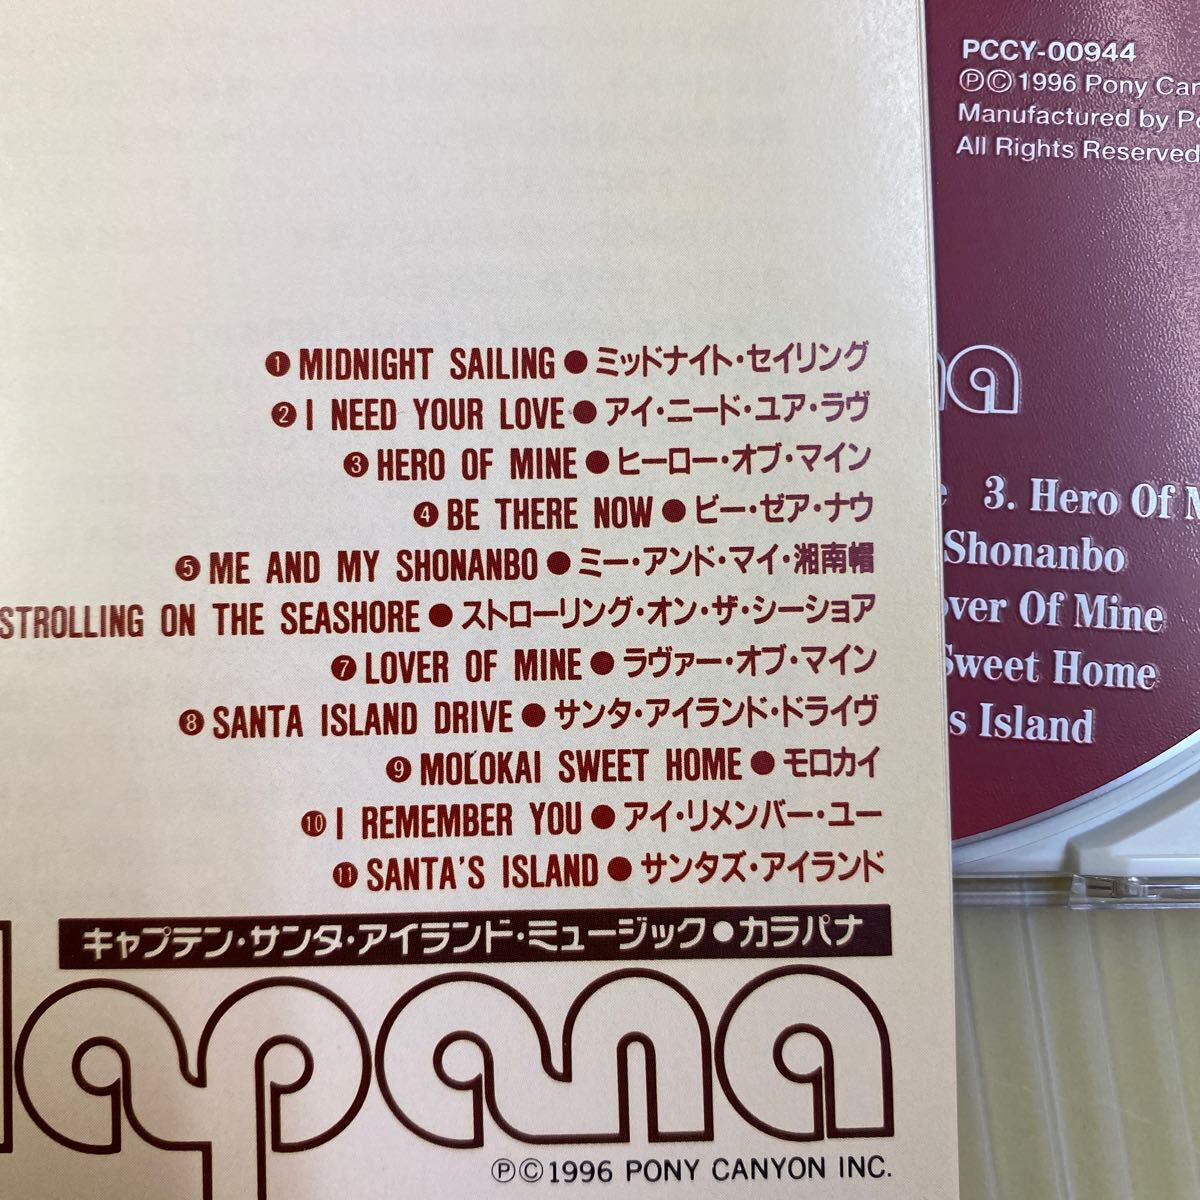 ❶ MIDNIGHT SAILING ● ミッドナイト・セイリング
❷ I NEED YOUR LOVE ● アイ・ニード・ユア・ラヴ
❸ HERO OF MINE ● ヒーロー・オブ・マイン
❹ BE THERE NOW ● ビー・ゼア・ナウ
❺ ME AND MY SHONANBO ● ミー・アンド・マイ・湘南帽
STROLLING ON THE SEASHORE ● ストローリング・オン・ザ・シーショア
❼ LOVER OF MINE ● ラヴァー・オブ・マイン
❽ SANTA ISLAND DRIVE ● サンタ・アイランド・ドライヴ
❾ MOLOKAI SWEET HOME ● モロカイ
❿ I REMEMBER YOU ● アイ・リメンバー・ユー
⓫ SANTA'S ISLAND ● サンタズ・アイランド
キャプテン・サンタ・アイランド・ミュージック ● カラパナ
lapana
℗© 1996 PONY CANYON INC.
PCCY-00944
℗© 1996 Pony Can
Manufactured by Po
All Rights Reserved
na
e 3. Hero Of M
Shonanbo
over Of Mine
Sweet Home
s Island